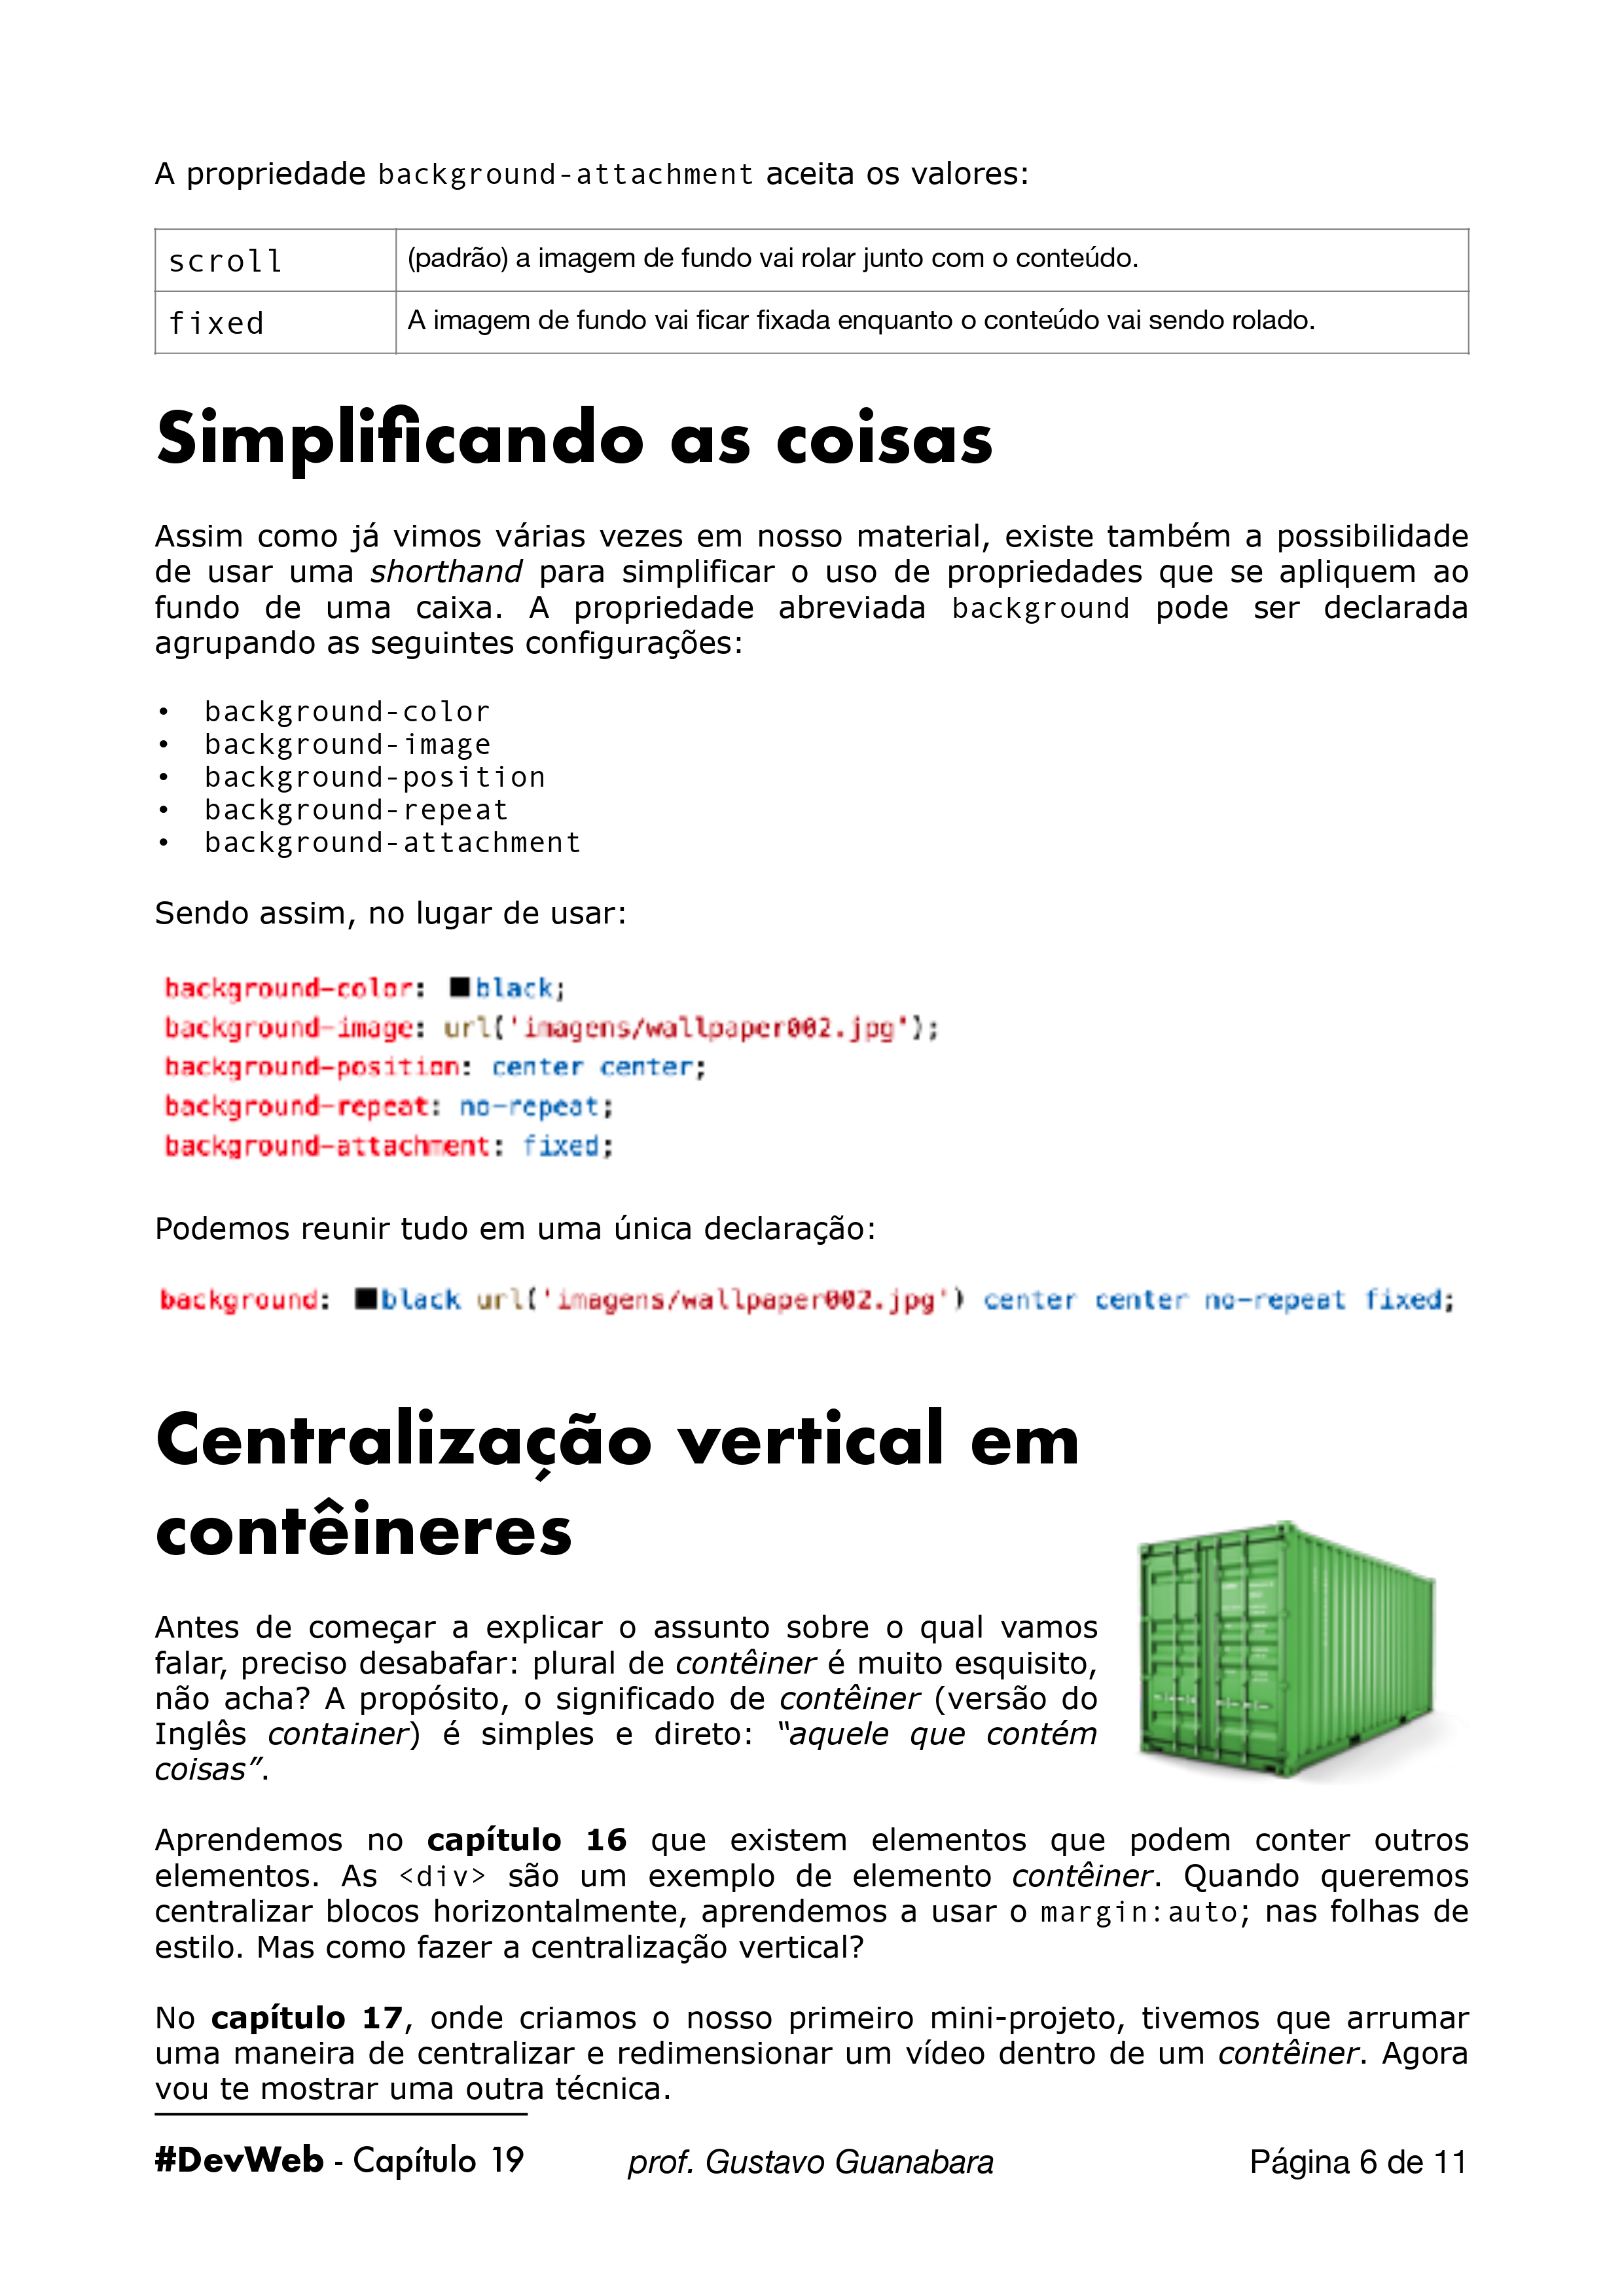 A propriedade background-attachment aceita os valores:
scroll (padrão) a imagem de fundo vai rolar junto com o conteúdo.
fixed A imagem de fundo vai ficar fixada enquanto o conteúdo vai sendo rolado.
Simplificando as coisas
Assim como já vimos várias vezes em nosso material, existe também a possibilidade
de usar uma shorthand para simplificar o uso de propriedades que se apliquem ao
fundo de uma caixa. A propriedade abreviada background pode ser declarada
agrupando as seguintes configurações:
• background-color
• background-image
• background-position
• background-repeat
• background-attachment
Sendo assim, no lugar de usar:
background-color: black;
background-image: url('imagens/wallpaper002.jpg');
background-position: center center;
background-repeat: no-repeat;
background-attachment: fixed;
Podemos reunir tudo em uma única declaração:
background: black url('imagens/wallpaper002.jpg') center center no-repeat fixed;
Centralização vertical em
contêineres
Antes de começar a explicar o assunto sobre o qual vamos
falar, preciso desabafar: plural de contêiner é muito esquisito,
não acha? A propósito, o significado de contêiner (versão do
Inglês container) é simples e direto: “aquele que contém
coisas”.
Aprendemos no capítulo 16 que existem elementos que podem conter outros
elementos. As <div> são um exemplo de elemento contêiner. Quando queremos
centralizar blocos horizontalmente, aprendemos a usar o margin:auto; nas folhas de
estilo. Mas como fazer a centralização vertical?
No capítulo 17, onde criamos o nosso primeiro mini-projeto, tivemos que arrumar
uma maneira de centralizar e redimensionar um vídeo dentro de um contêiner. Agora
vou te mostrar uma outra técnica.
#DevWeb - Capítulo 19 prof. Gustavo Guanabara Página 6 de 11